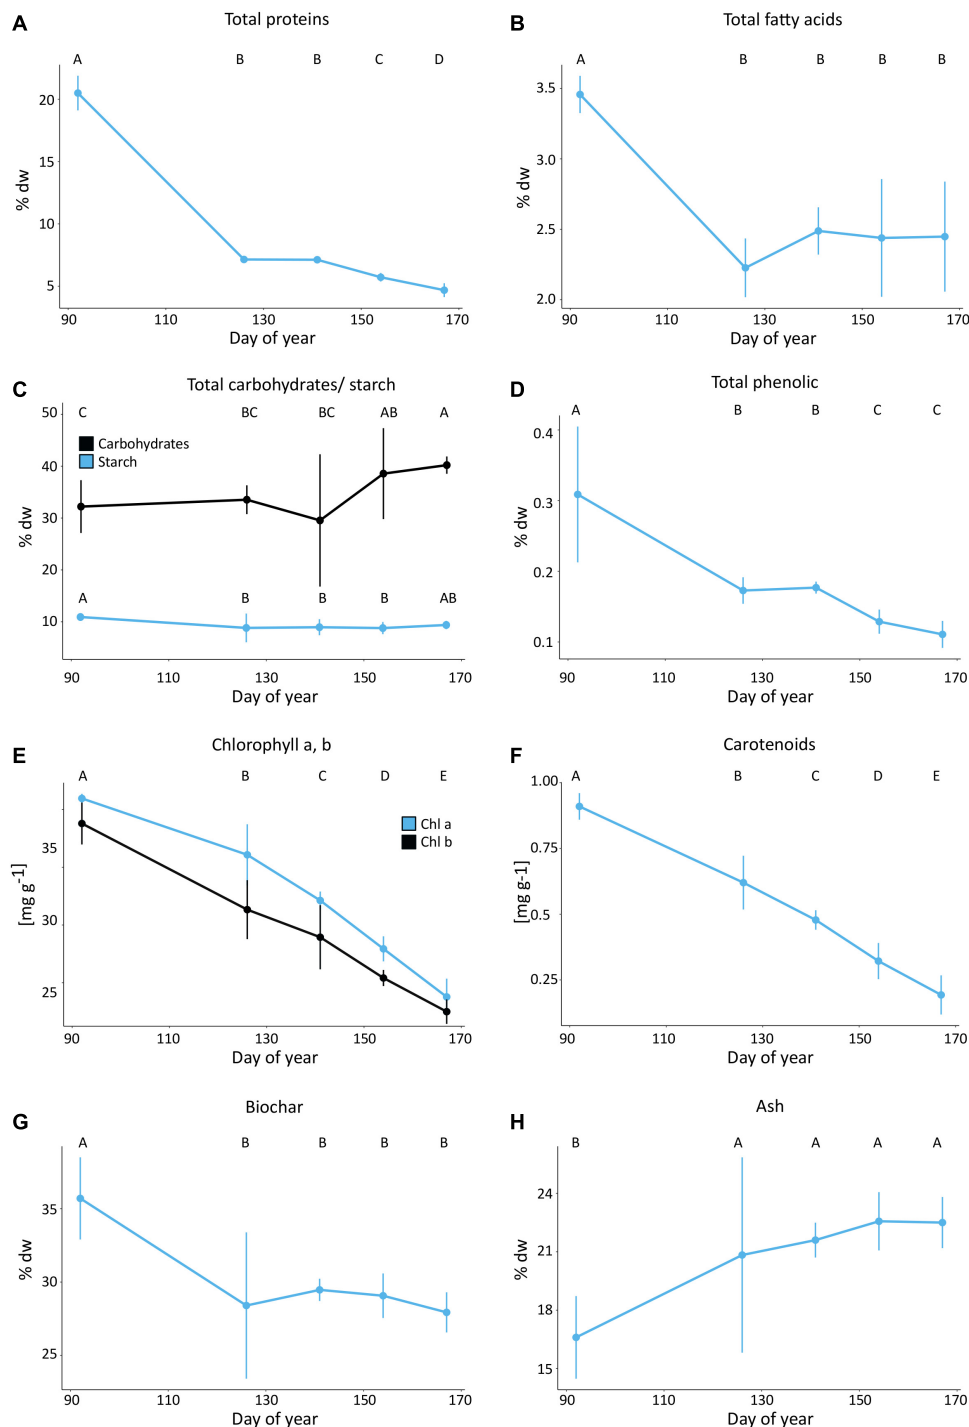 A
Total proteins
A B B C D
20
15
10
5
% dw
90 110 130 150 170
Day of year
B
Total fatty acids
A B B B B
3.5
3.0
2.5
2.0
% dw
90 110 130 150 170
Day of year
C
Total carbohydrates/ starch
C BC BC AB A
50
40
30
20
10
% dw
Carbohydrates
Starch
A B B B AB
90 110 130 150 170
Day of year
D
Total phenolic
A B B C C
0.4
0.3
0.2
0.1
% dw
90 110 130 150 170
Day of year
E
Chlorophyll a, b
A B C D E
35
30
25
[mg g-1]
Chl a
Chl b
90 110 130 150 170
Day of year
F
Carotenoids
A B C D E
1.00
0.75
0.5
0.25
[mg g-1]
90 110 130 150 170
Day of year
G
Biochar
A B B B B
35
30
25
% dw
90 110 130 150 170
Day of year
H
Ash
B A A A A
24
21
18
15
% dw
90 110 130 150 170
Day of year